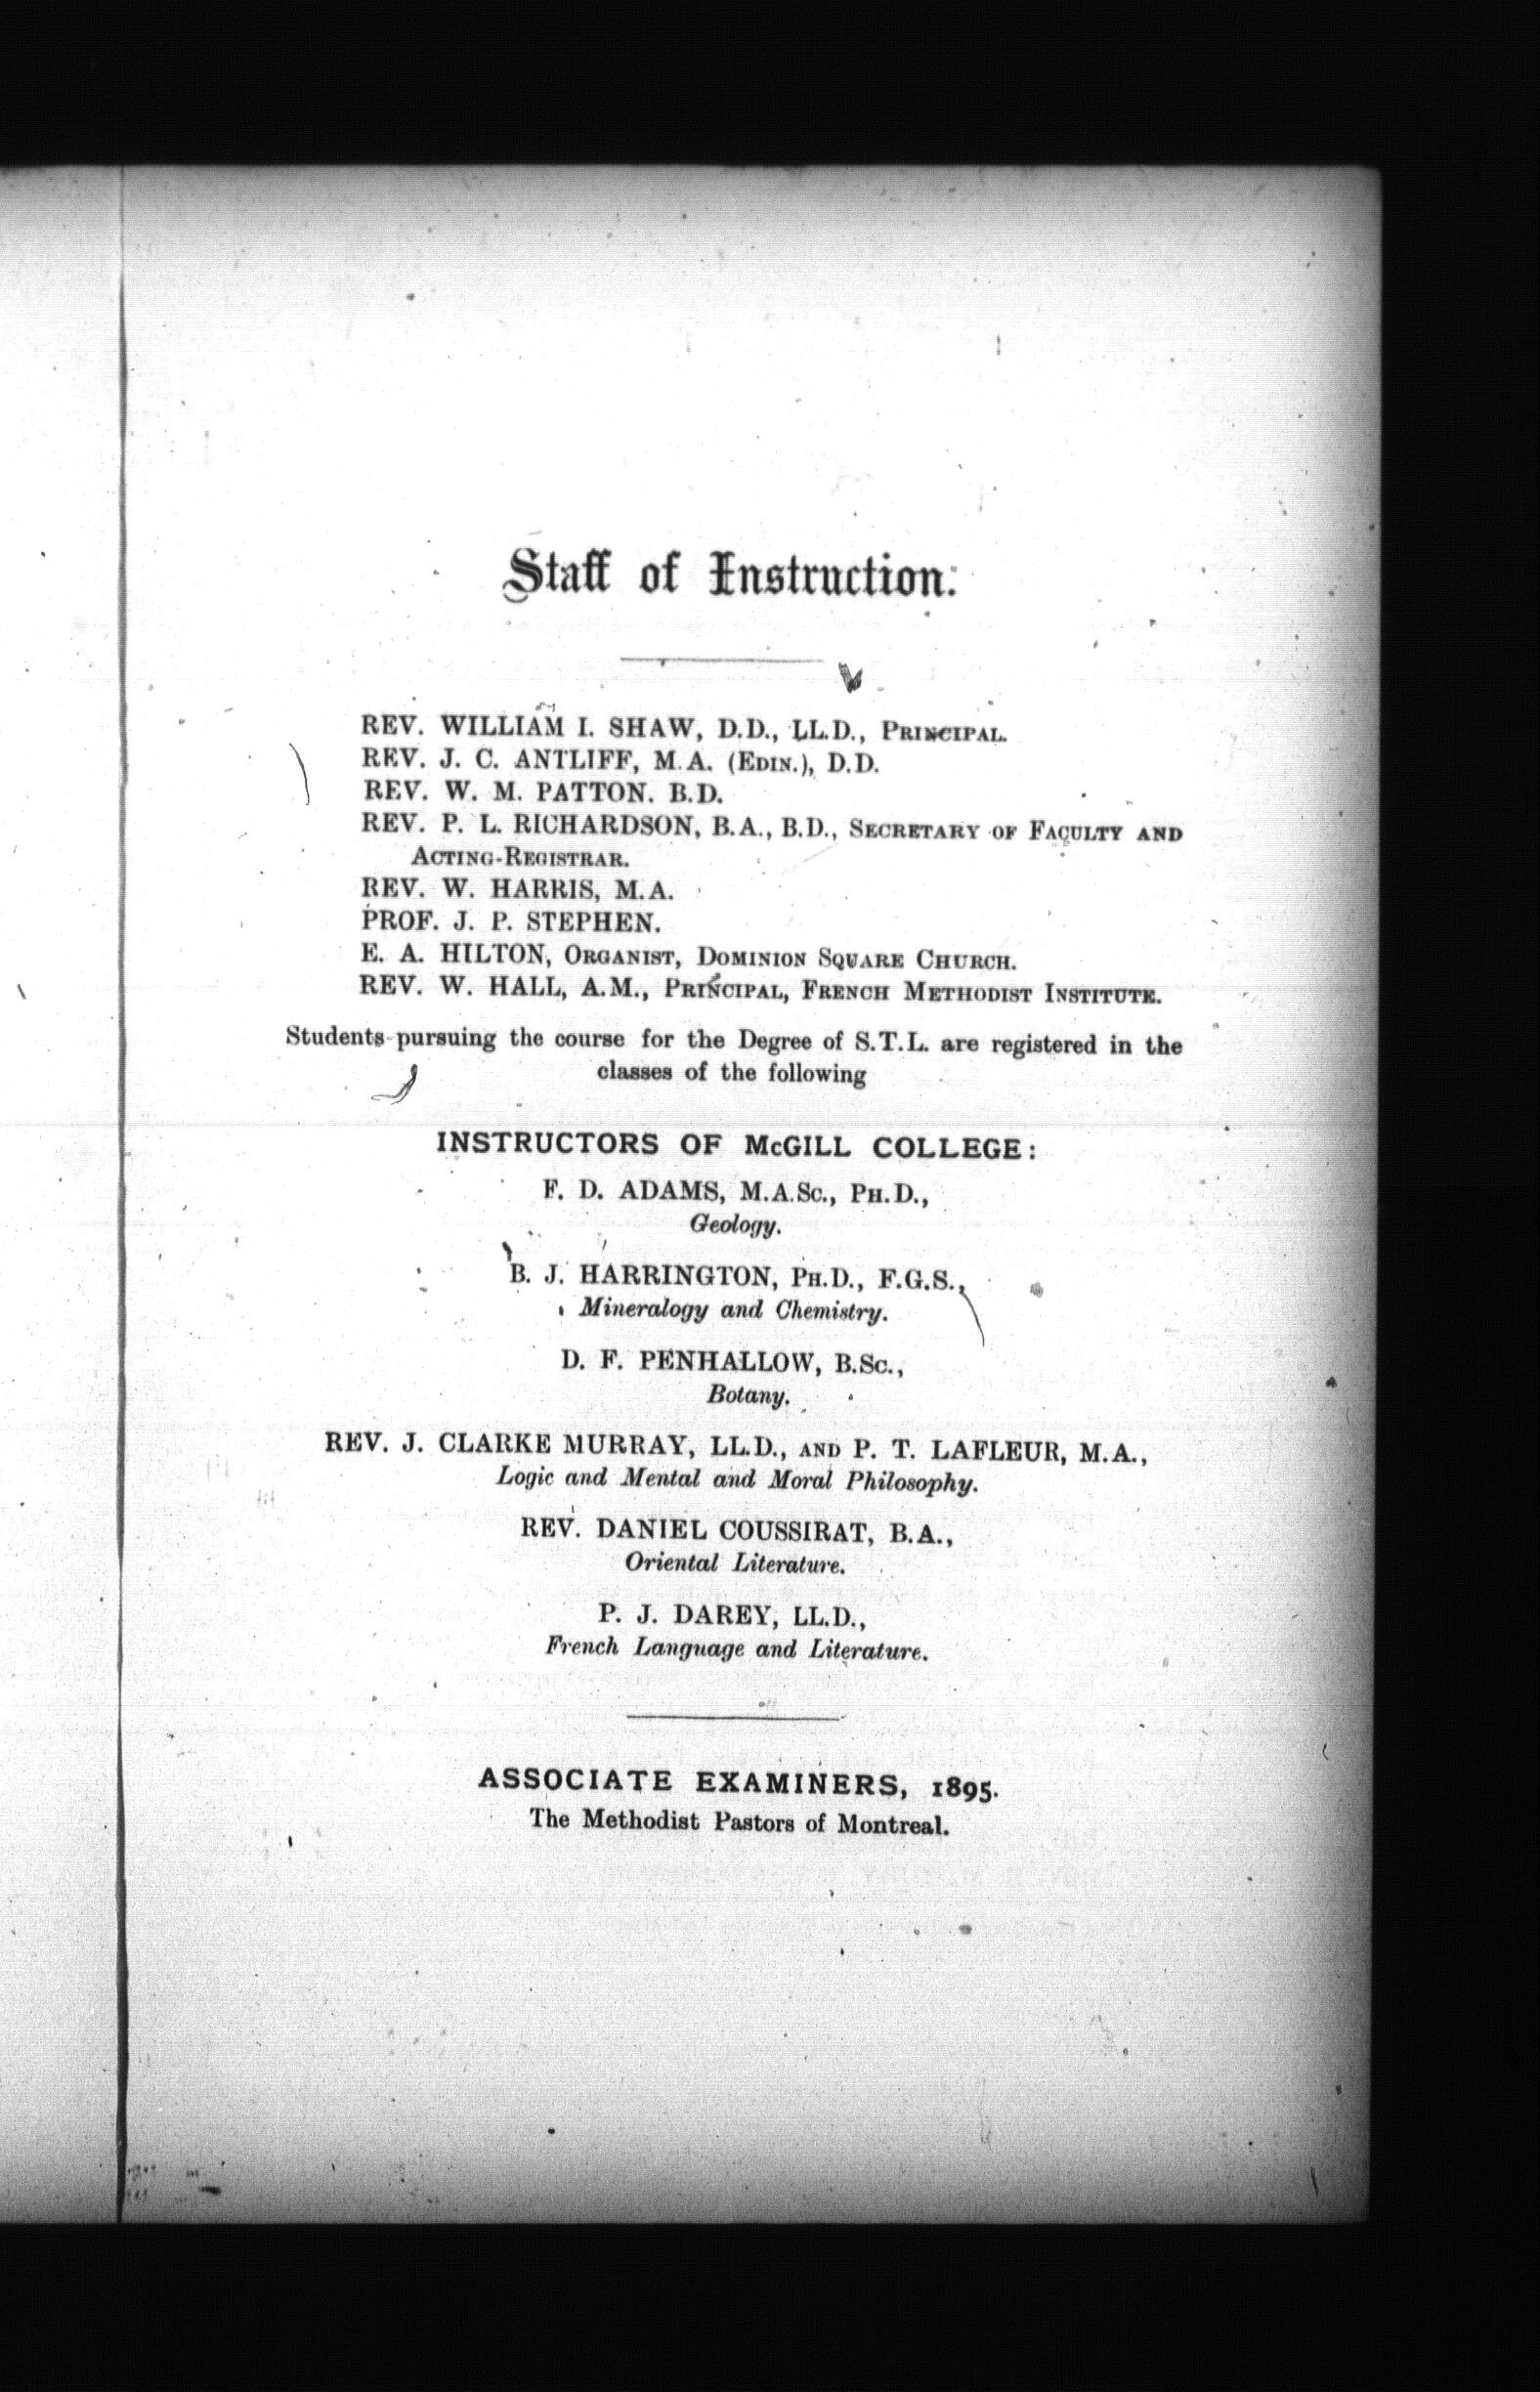 Staff of Instruction.
REV. WILLIAM I. SHAW, D.D., LL.D., PRINCIPAL.
REV. J. C. ANTLIFF, M.A. (EDIN.), D.D.
REV. W. M. PATTON. B.D.
REV. P. L. RICHARDSON, B.A., B.D., SECRETARY OF FACULTY AND
ACTING-REGISTRAR.
REV. W. HARRIS, M.A.
PROF. J. P. STEPHEN.
E. A. HILTON, ORGANIST, DOMINION SQUARE CHURCH.
REV. W. HALL, A.M., PRINCIPAL, FRENCH METHODIST INSTITUTE.
Students pursuing the course for the Degree of S.T.L. are registered in the
classes of the following
INSTRUCTORS OF McGILL COLLEGE:
F. D. ADAMS, M.A.Sc., PH.D.,
Geology.
B. J. HARRINGTON, PH.D., F.G.S.,
Mineralogy and Chemistry.
D. F. PENHALLOW, B.Sc.,
Botany.
REV. J. CLARKE MURRAY, LL.D., AND P. T. LAFLEUR, M.A.,
Logic and Mental and Moral Philosophy.
REV. DANIEL COUSSIRAT, B.A.,
Oriental Literature.
P. J. DAREY, LL.D.,
French Language and Literature.
ASSOCIATE EXAMINERS, 1895.
The Methodist Pastors of Montreal.